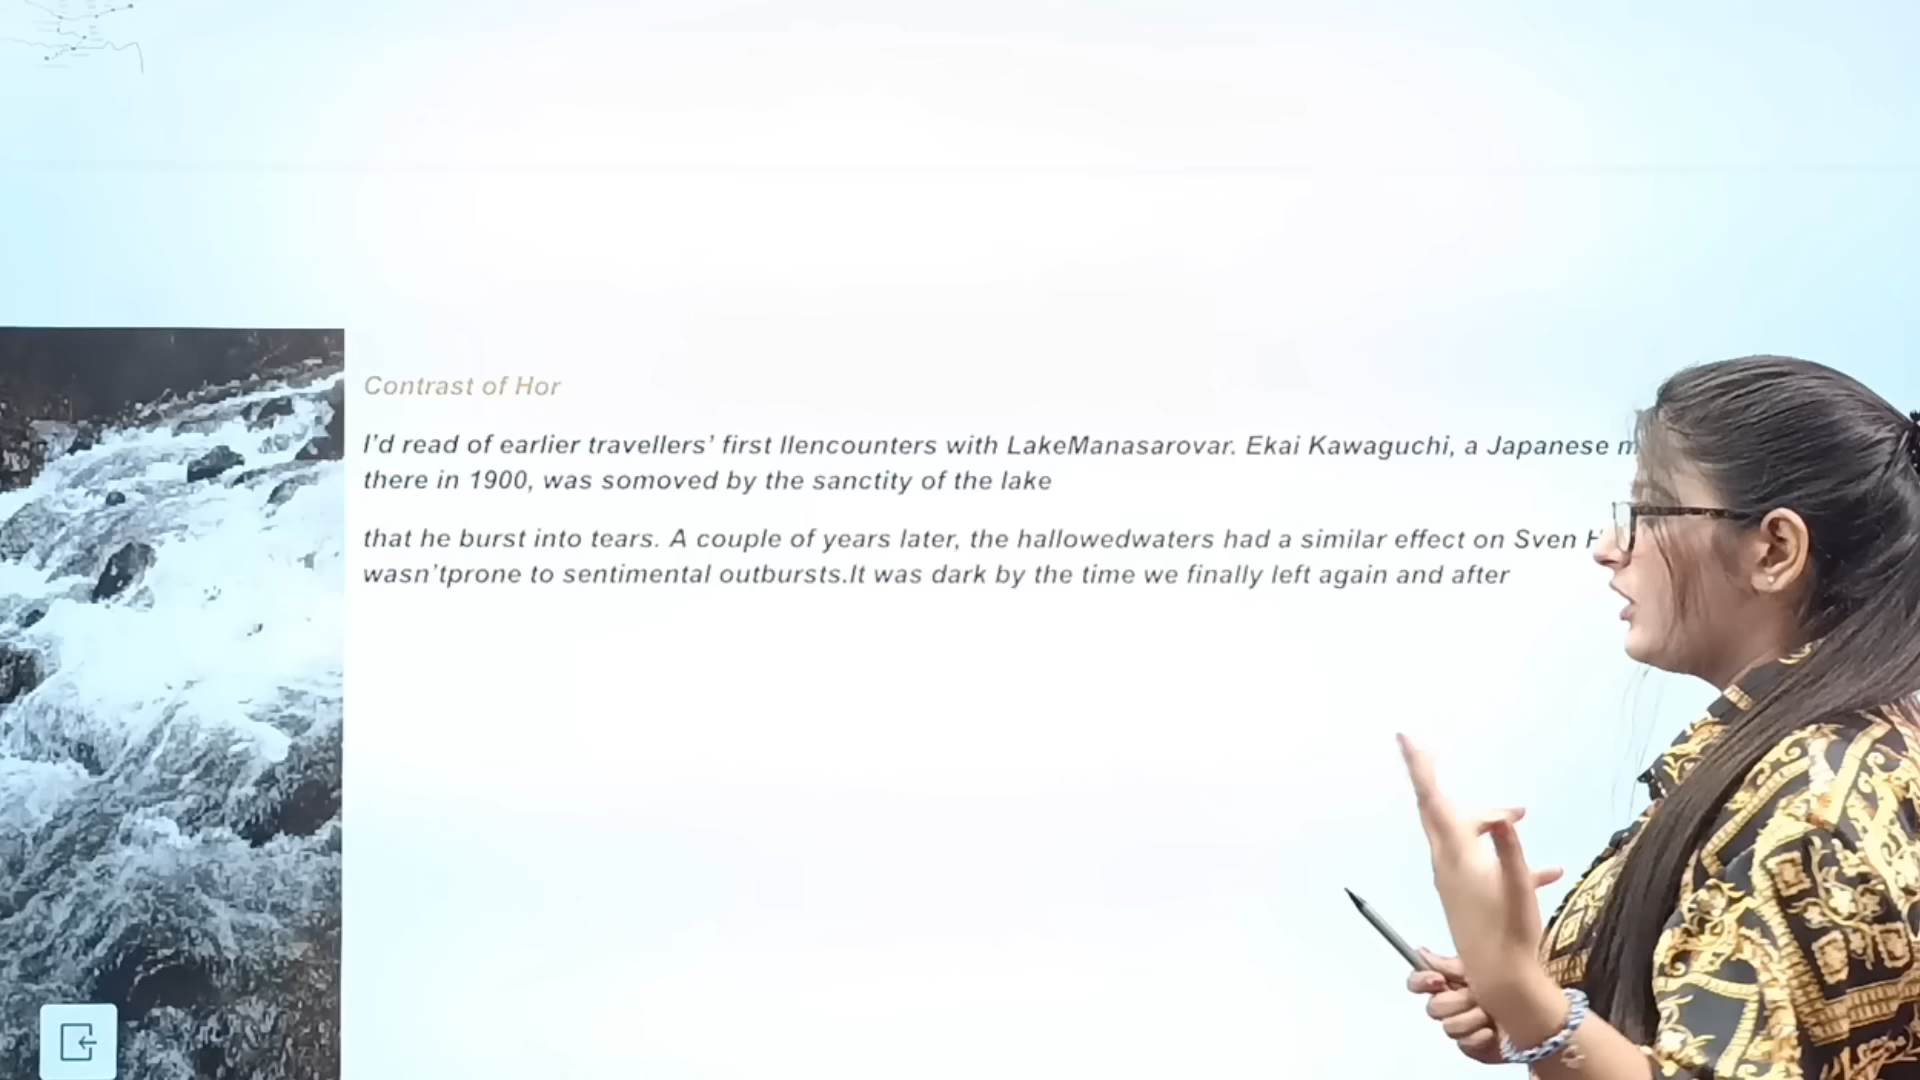 Contrast of Hor
I’d read of earlier travellers’ first llencounters with LakeManasarovar. Ekai Kawaguchi, a Japanese
there in 1900, was somoved by the sanctity of the lake
that he burst into tears. A couple of years later, the hallowedwaters had a similar effect on Sven
wasn’tprone to sentimental outbursts.It was dark by the time we finally left again and after